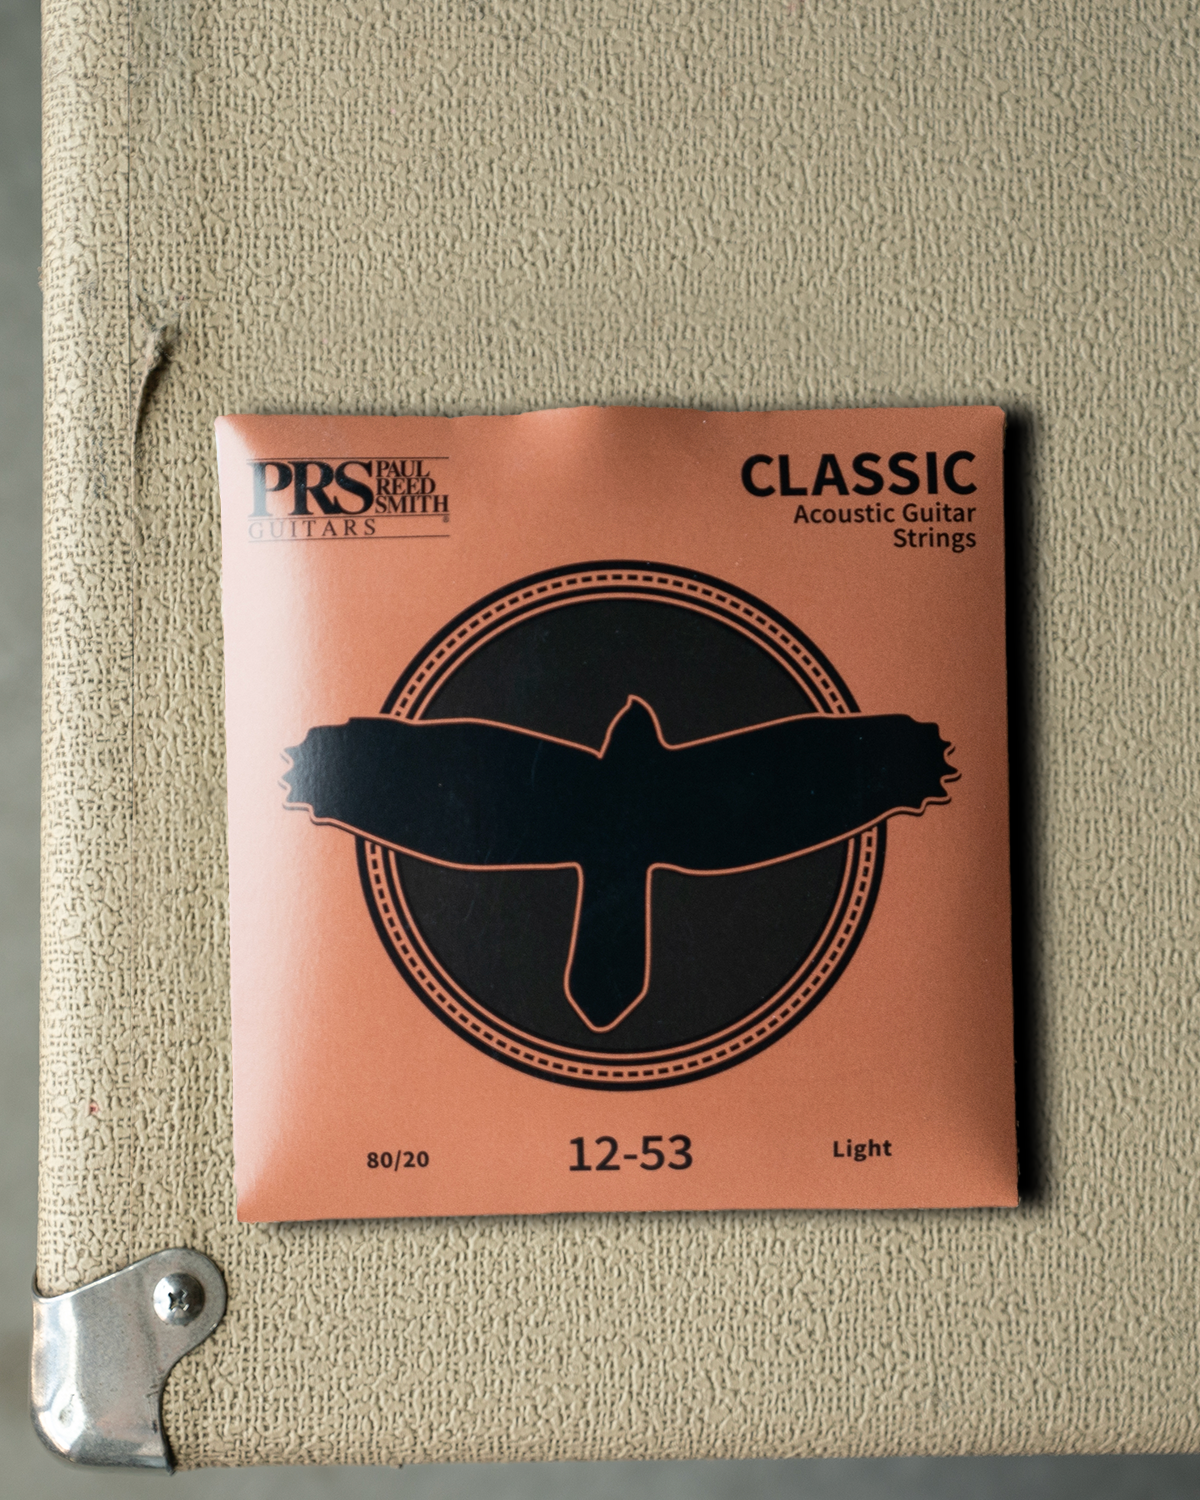 PRS PAUL
REED
SMITH
GUITARS
CLASSIC
Acoustic Guitar
Strings
80/20
12-53
Light